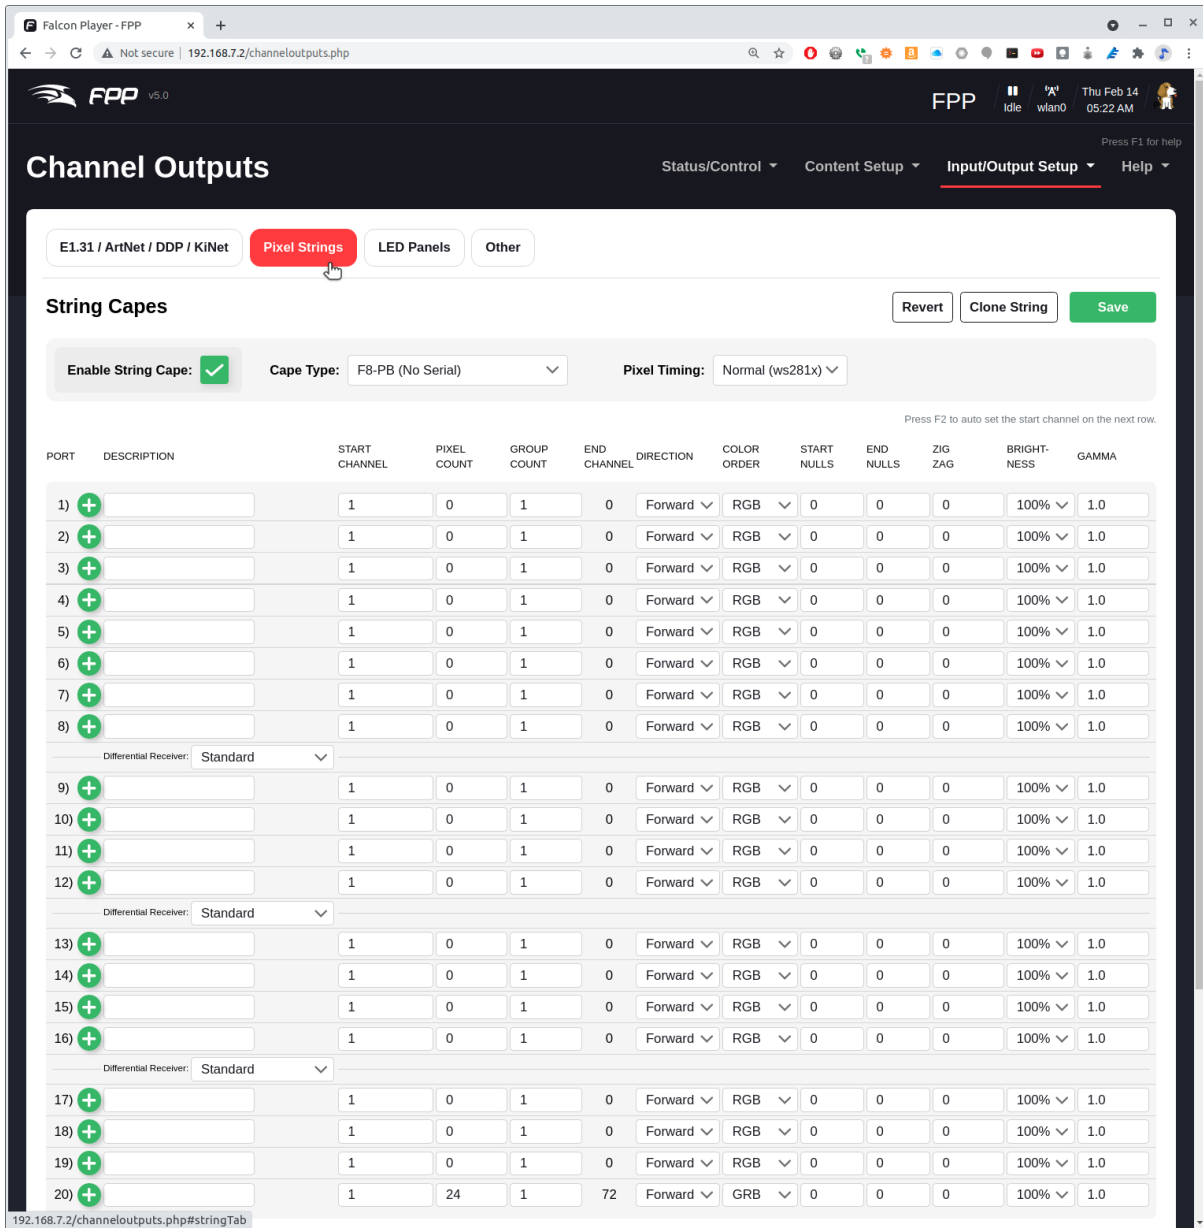 Falcon Player - FPP
Not secure | 192.168.7.2/channeloutputs.php
FPP v5.0
FPP Idle wlan0 Thu Feb 14 05:22 AM
Press F1 for help
Channel Outputs Status/Control Content Setup Input/Output Setup Help
E1.31 / ArtNet / DDP / KiNet Pixel Strings LED Panels Other
String Capes Revert Clone String Save
Enable String Cape: Cape Type: F8-PB (No Serial) Pixel Timing: Normal (ws281x)
Press F2 to auto set the start channel on the next row.
PORT DESCRIPTION START CHANNEL PIXEL COUNT GROUP COUNT END CHANNEL DIRECTION COLOR ORDER START NULLS END NULLS ZIG ZAG BRIGHT-NESS GAMMA
1) 1 0 1 0 Forward RGB 0 0 0 100% 1.0
2) 1 0 1 0 Forward RGB 0 0 0 100% 1.0
3) 1 0 1 0 Forward RGB 0 0 0 100% 1.0
4) 1 0 1 0 Forward RGB 0 0 0 100% 1.0
5) 1 0 1 0 Forward RGB 0 0 0 100% 1.0
6) 1 0 1 0 Forward RGB 0 0 0 100% 1.0
7) 1 0 1 0 Forward RGB 0 0 0 100% 1.0
8) 1 0 1 0 Forward RGB 0 0 0 100% 1.0
Differential Receiver: Standard
9) 1 0 1 0 Forward RGB 0 0 0 100% 1.0
10) 1 0 1 0 Forward RGB 0 0 0 100% 1.0
11) 1 0 1 0 Forward RGB 0 0 0 100% 1.0
12) 1 0 1 0 Forward RGB 0 0 0 100% 1.0
Differential Receiver: Standard
13) 1 0 1 0 Forward RGB 0 0 0 100% 1.0
14) 1 0 1 0 Forward RGB 0 0 0 100% 1.0
15) 1 0 1 0 Forward RGB 0 0 0 100% 1.0
16) 1 0 1 0 Forward RGB 0 0 0 100% 1.0
Differential Receiver: Standard
17) 1 0 1 0 Forward RGB 0 0 0 100% 1.0
18) 1 0 1 0 Forward RGB 0 0 0 100% 1.0
19) 1 0 1 0 Forward RGB 0 0 0 100% 1.0
20) 1 24 1 72 Forward GRB 0 0 0 100% 1.0
192.168.7.2/channeloutputs.php#stringTab